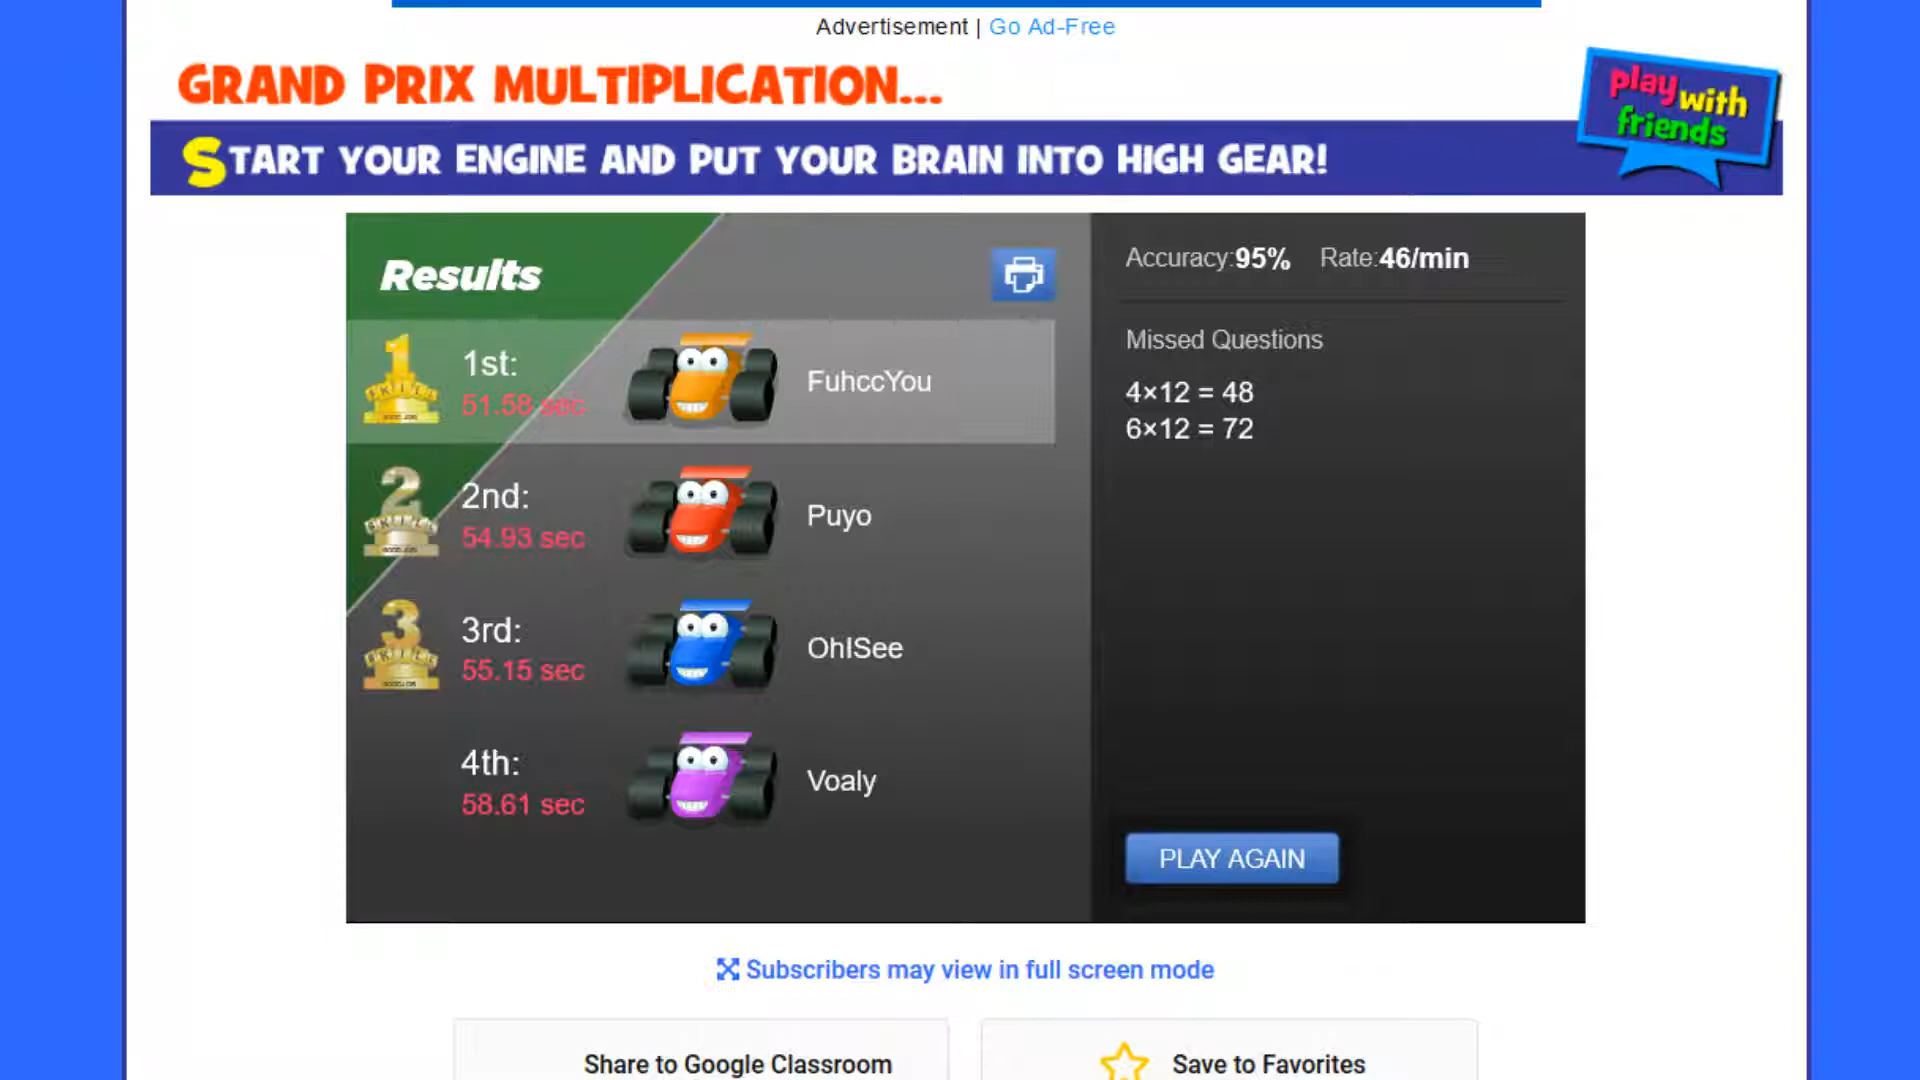 Advertisement | Go Ad-Free
GRAND PRIX MULTIPLICATION...
play with friends
START YOUR ENGINE AND PUT YOUR BRAIN INTO HIGH GEAR!
Results
1st:
51.58 sec
FuhccYou
2nd:
54.93 sec
Puyo
3rd:
55.15 sec
OhISee
4th:
58.61 sec
Voaly
Accuracy:95% Rate:46/min
Missed Questions
4×12 = 48
6×12 = 72
PLAY AGAIN
Subscribers may view in full screen mode
Share to Google Classroom
Save to Favorites